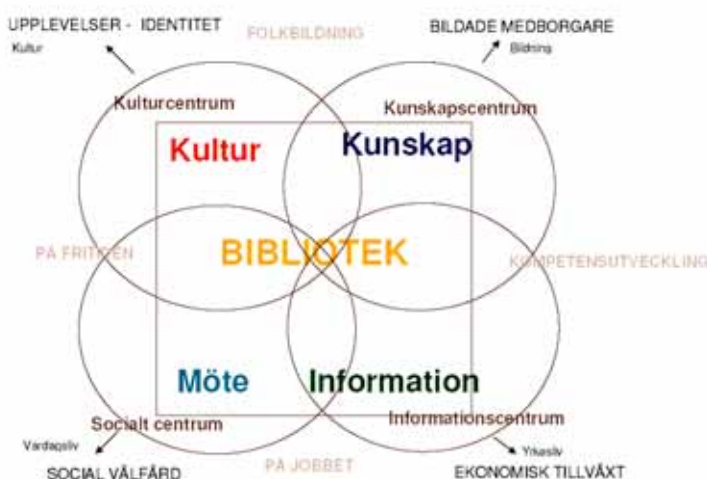 UPPLEVELSER - IDENTITET
FOLKBILDNING
BILDADE MEDBORGARE
Kultur
Bildning
Kulturcentrum
Kunskapscentrum
Kultur
Kunskap
PÅ FRITIDEN
BIBLIOTEK
KOMPETENSUTVECKLING
Möte
Information
Socialt centrum
Informationscentrum
Vardagsliv
PÅ JOBBET
Yrkesliv
SOCIAL VÄLFÄRD
EKONOMISK TILLVÄXT